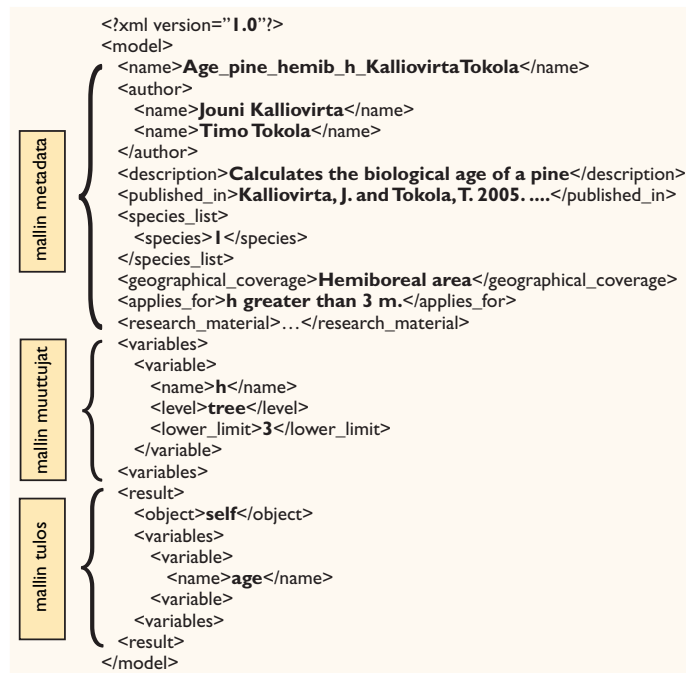 <?xml version=”1.0”?>
<model>
<name>Age_pine_hemib_h_KalliovirtaTokola</name>
<author>
<name>Jouni Kalliovirta</name>
<name>Timo Tokola</name>
</author>
<description>Calculates the biological age of a pine</description>
<published_in>Kalliovirta, J. and Tokola, T. 2005. ....</published_in>
<species_list>
<species>1</species>
</species_list>
<geographical_coverage>Hemiboreal area</geographical_coverage>
<applies_for>h greater than 3 m.</applies_for>
<research_material>…</research_material>
mallin metadata
<variables>
<variable>
<name>h</name>
<level>tree</level>
<lower_limit>3</lower_limit>
</variable>
<variables>
mallin muuttujat
<result>
<object>self</object>
<variables>
<variable>
<name>age</name>
<variable>
<variables>
<result>
mallin tulos
</model>